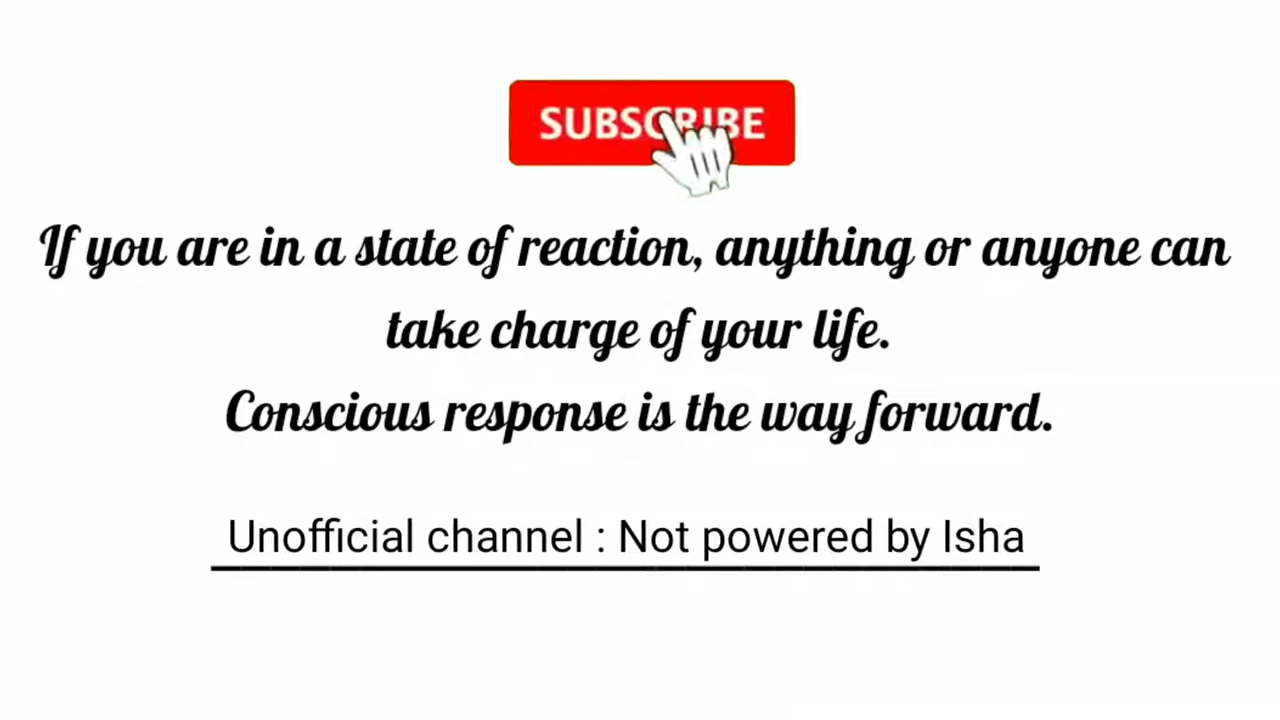 SUBSCRIBE
If you are in a state of reaction, anything or anyone can
take charge of your life.
Conscious response is the way forward.
Unofficial channel : Not powered by Isha